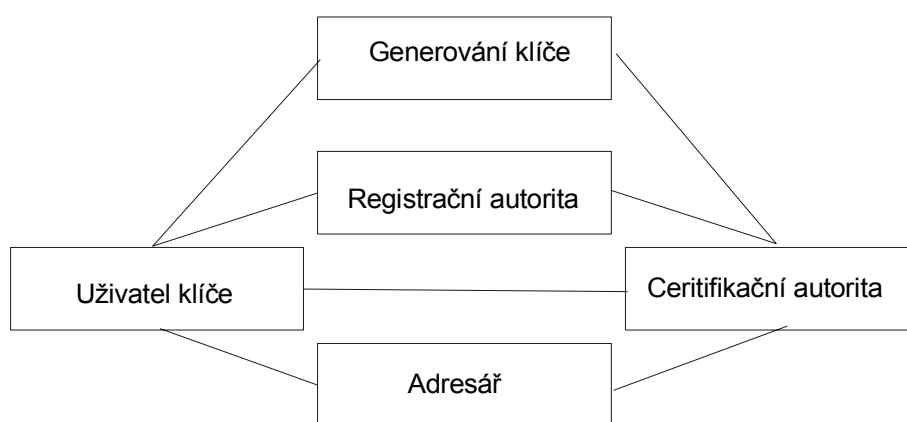 Generování klíče
Registrační autorita
Uživatel klíče
Ceritifikační autorita
Adresář